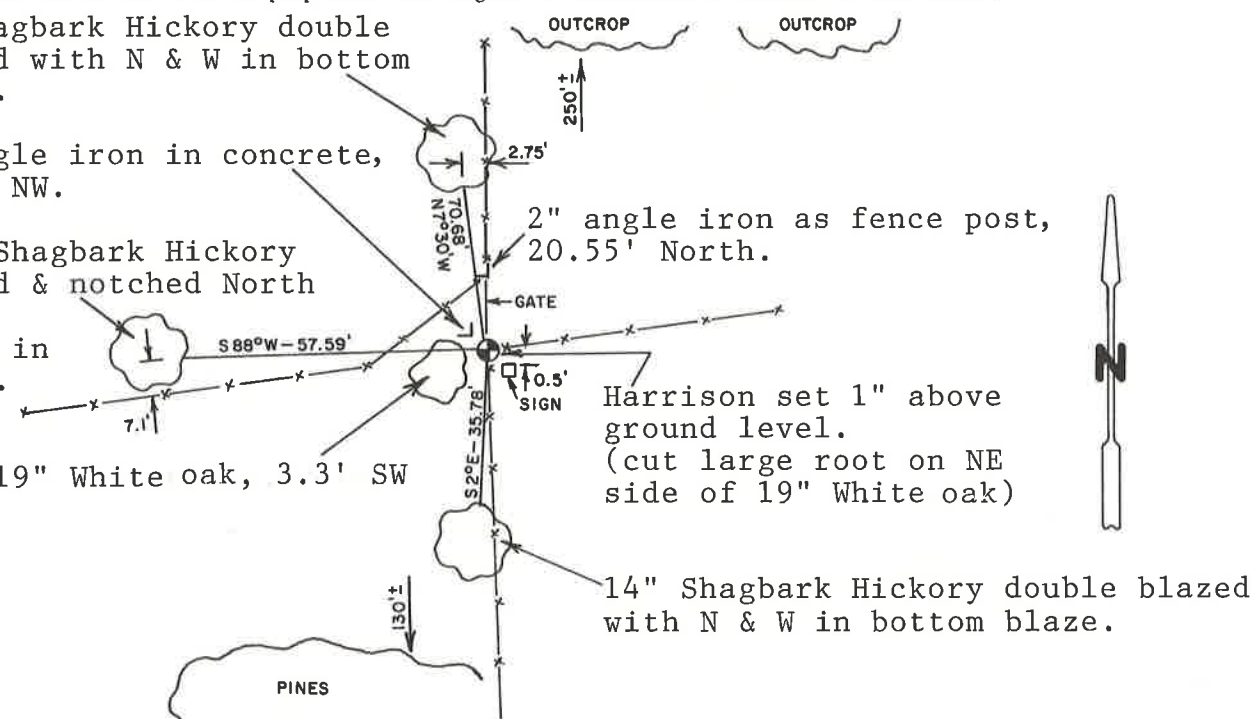 OUTCROP
OUTCROP
agbark Hickory double
d with N & W in bottom
.
250'±
gle iron in concrete,
NW.
2.75'
70.68'
N7°30'W
2" angle iron as fence post,
20.55' North.
Shagbark Hickory
d & notched North
GATE
in
.
S88°W-57.59'
0.5'
SIGN
N
7.1'
S2°E-35.78'
Harrison set 1" above
ground level.
(cut large root on NE
side of 19" White oak)
19" White oak, 3.3' SW
14" Shagbark Hickory double blazed
with N & W in bottom blaze.
130'±
PINES